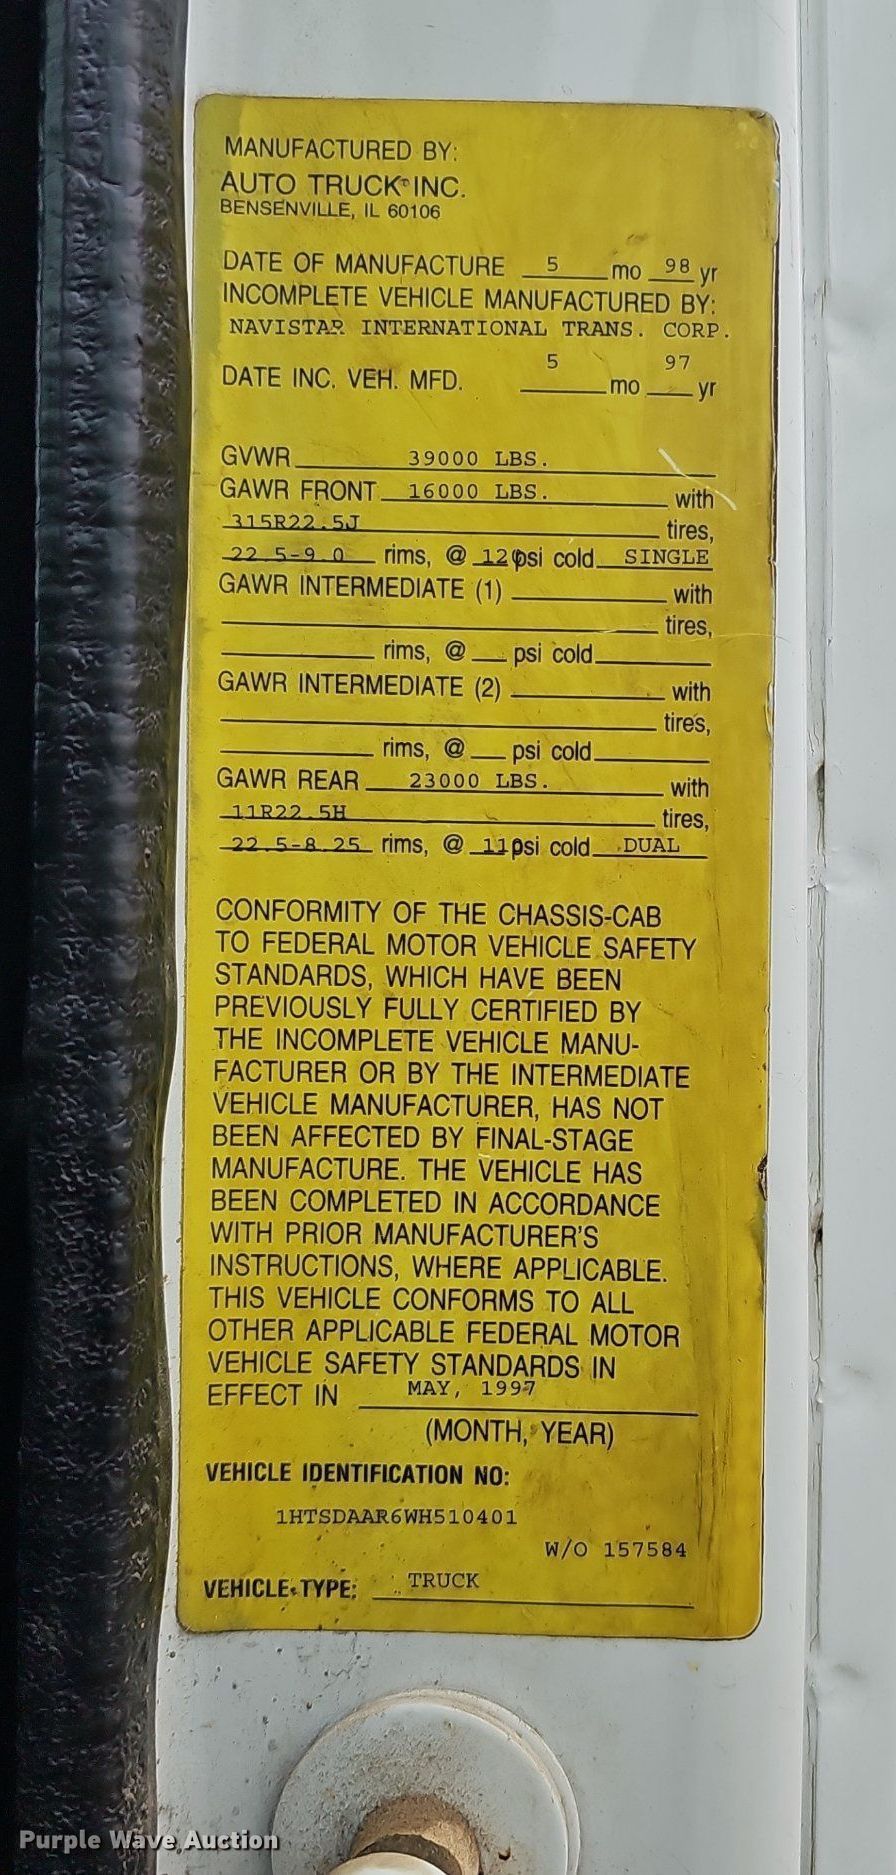 MANUFACTURED BY:
AUTO TRUCK INC.
BENSENVILLE, IL 60106
DATE OF MANUFACTURE 5 mo 98 yr
INCOMPLETE VEHICLE MANUFACTURED BY:
NAVISTAR INTERNATIONAL TRANS. CORP.
DATE INC. VEH. MFD. 5 mo 97 yr
GVWR 39000 LBS.
GAWR FRONT 16000 LBS. with
315R22.5J tires,
22.5-9.0 rims, @ 120 psi cold SINGLE
GAWR INTERMEDIATE (1) with
tires,
rims, @ psi cold
GAWR INTERMEDIATE (2) with
tires,
rims, @ psi cold
GAWR REAR 23000 LBS. with
11R22.5H tires,
22.5-8.25 rims, @ 110 psi cold DUAL
CONFORMITY OF THE CHASSIS-CAB
TO FEDERAL MOTOR VEHICLE SAFETY
STANDARDS, WHICH HAVE BEEN
PREVIOUSLY FULLY CERTIFIED BY
THE INCOMPLETE VEHICLE MANU-
FACTURER OR BY THE INTERMEDIATE
VEHICLE MANUFACTURER, HAS NOT
BEEN AFFECTED BY FINAL-STAGE
MANUFACTURE. THE VEHICLE HAS
BEEN COMPLETED IN ACCORDANCE
WITH PRIOR MANUFACTURER'S
INSTRUCTIONS, WHERE APPLICABLE.
THIS VEHICLE CONFORMS TO ALL
OTHER APPLICABLE FEDERAL MOTOR
VEHICLE SAFETY STANDARDS IN
EFFECT IN MAY, 1997
(MONTH, YEAR)
VEHICLE IDENTIFICATION NO:
1HTSDAAR6WH510401
W/O 157584
VEHICLE TYPE: TRUCK
Purple Wave Auction